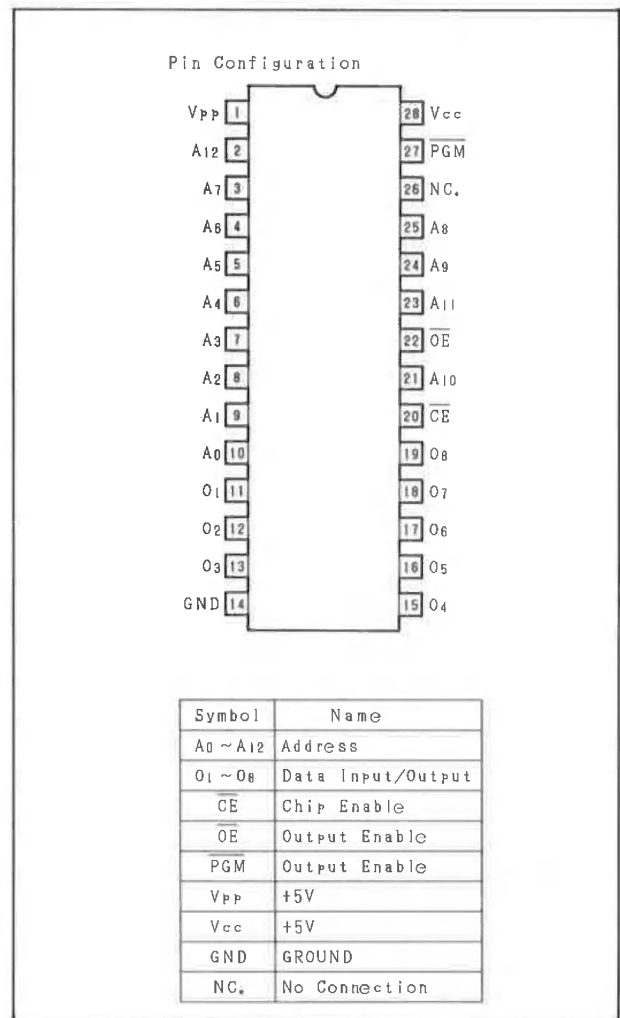 Pin Configuration
Vpp 1 28 Vcc
A12 2 27 PGM
A7 3 26 NC.
A6 4 25 A8
A5 5 24 A9
A4 6 23 A11
A3 7 22 OE
A2 8 21 A10
A1 9 20 CE
A0 10 19 O8
O1 11 18 O7
O2 12 17 O6
O3 13 16 O5
GND 14 15 O4
Symbol Name
A0 ~ A12 Address
O1 ~ O8 Data Input/Output
CE Chip Enable
OE Output Enable
PGM Output Enable
Vpp +5V
Vcc +5V
GND GROUND
NC. No Connection